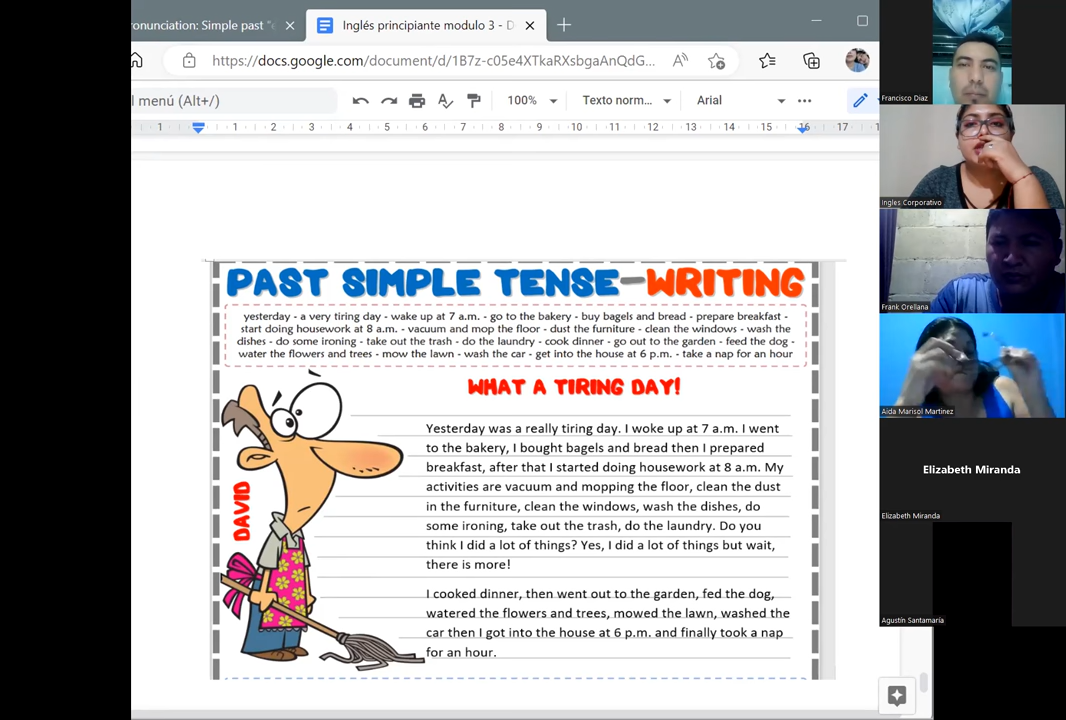 onunciation: Simple past "
Inglés principiante modulo 3 - D
https://docs.google.com/document/d/1B7z-c05e4XTkaRXsbgaAnQdG...
l menú (Alt+/)
100%
Texto norm...
Arial
1 1 2 3 4 5 6 7 8 9 10 11 12 13 14 15 16 17
PAST SIMPLE TENSE-WRITING
yesterday - a very tiring day - wake up at 7 a.m. - go to the bakery - buy bagels and bread - prepare breakfast -
start doing housework at 8 a.m. - vacuum and mop the floor - dust the furniture - clean the windows - wash the
dishes - do some ironing - take out the trash - do the laundry - cook dinner - go out to the garden - feed the dog -
water the flowers and trees - mow the lawn - wash the car - get into the house at 6 p.m. - take a nap for an hour
WHAT A TIRING DAY!
DAVID
Yesterday was a really tiring day. I woke up at 7 a.m. I went
to the bakery, I bought bagels and bread then I prepared
breakfast, after that I started doing housework at 8 a.m. My
activities are vacuum and mopping the floor, clean the dust
in the furniture, clean the windows, wash the dishes, do
some ironing, take out the trash, do the laundry. Do you
think I did a lot of things? Yes, I did a lot of things but wait,
there is more!
I cooked dinner, then went out to the garden, fed the dog,
watered the flowers and trees, mowed the lawn, washed the
car then I got into the house at 6 p.m. and finally took a nap
for an hour.
Francisco Diaz
Ingles Corporativo
Frank Orellana
Aida Marisol Martinez
Elizabeth Miranda
Elizabeth Miranda
Agustín Santamaría